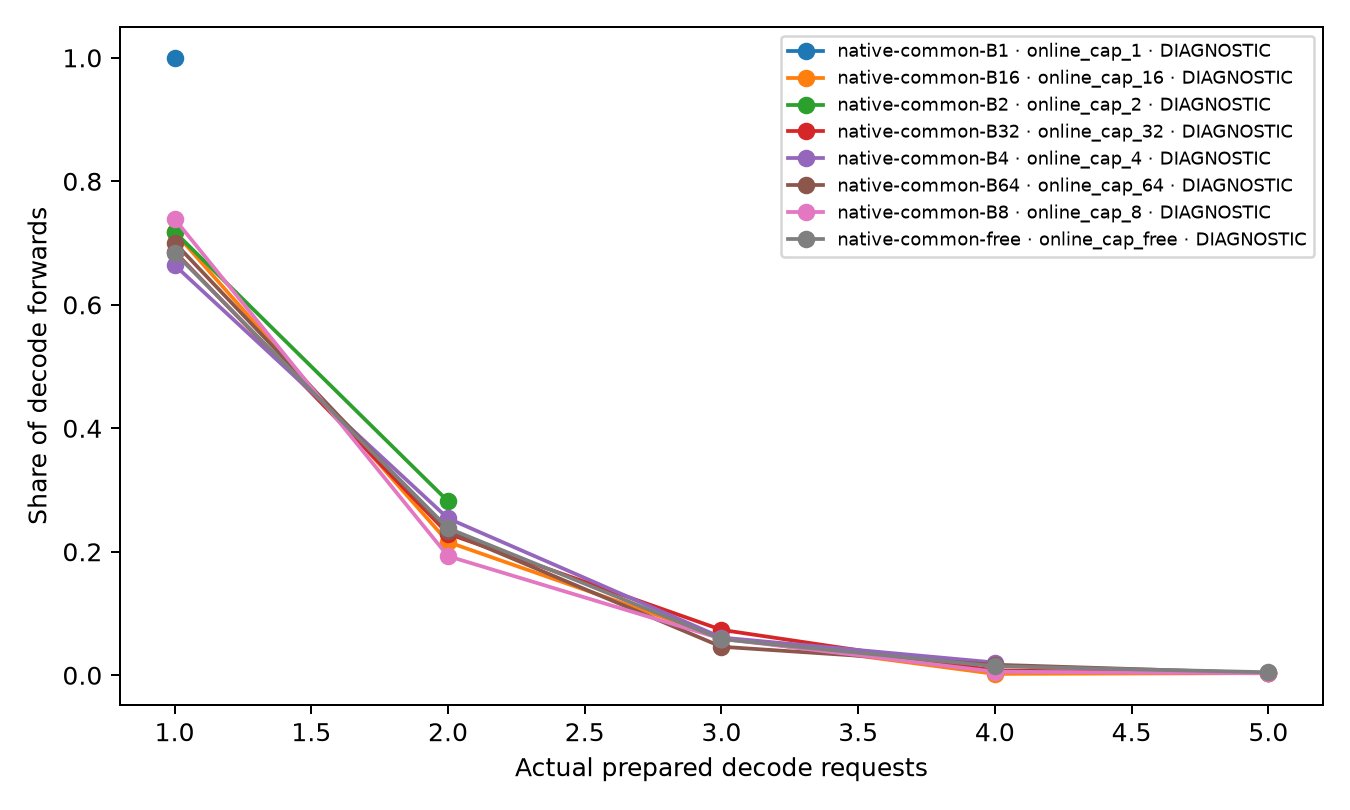 native-common-B1 · online_cap_1 · DIAGNOSTIC
native-common-B16 · online_cap_16 · DIAGNOSTIC
native-common-B2 · online_cap_2 · DIAGNOSTIC
native-common-B32 · online_cap_32 · DIAGNOSTIC
native-common-B4 · online_cap_4 · DIAGNOSTIC
native-common-B64 · online_cap_64 · DIAGNOSTIC
native-common-B8 · online_cap_8 · DIAGNOSTIC
native-common-free · online_cap_free · DIAGNOSTIC
Share of decode forwards
1.0
0.8
0.6
0.4
0.2
0.0
1.0 1.5 2.0 2.5 3.0 3.5 4.0 4.5 5.0
Actual prepared decode requests